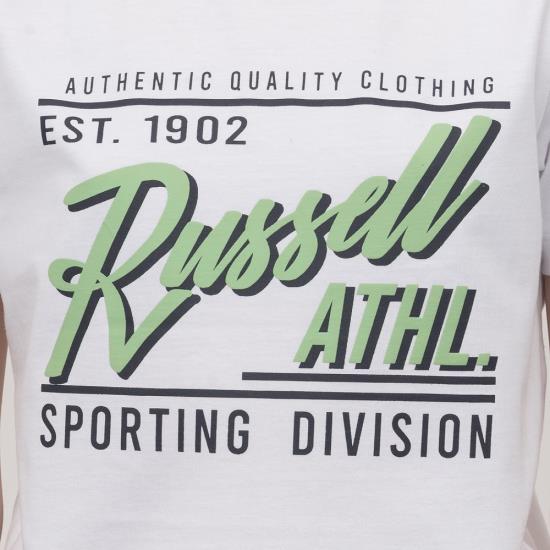 AUTHENTIC QUALITY CLOTHING
EST. 1902
Russell
ATHL.
SPORTING DIVISION